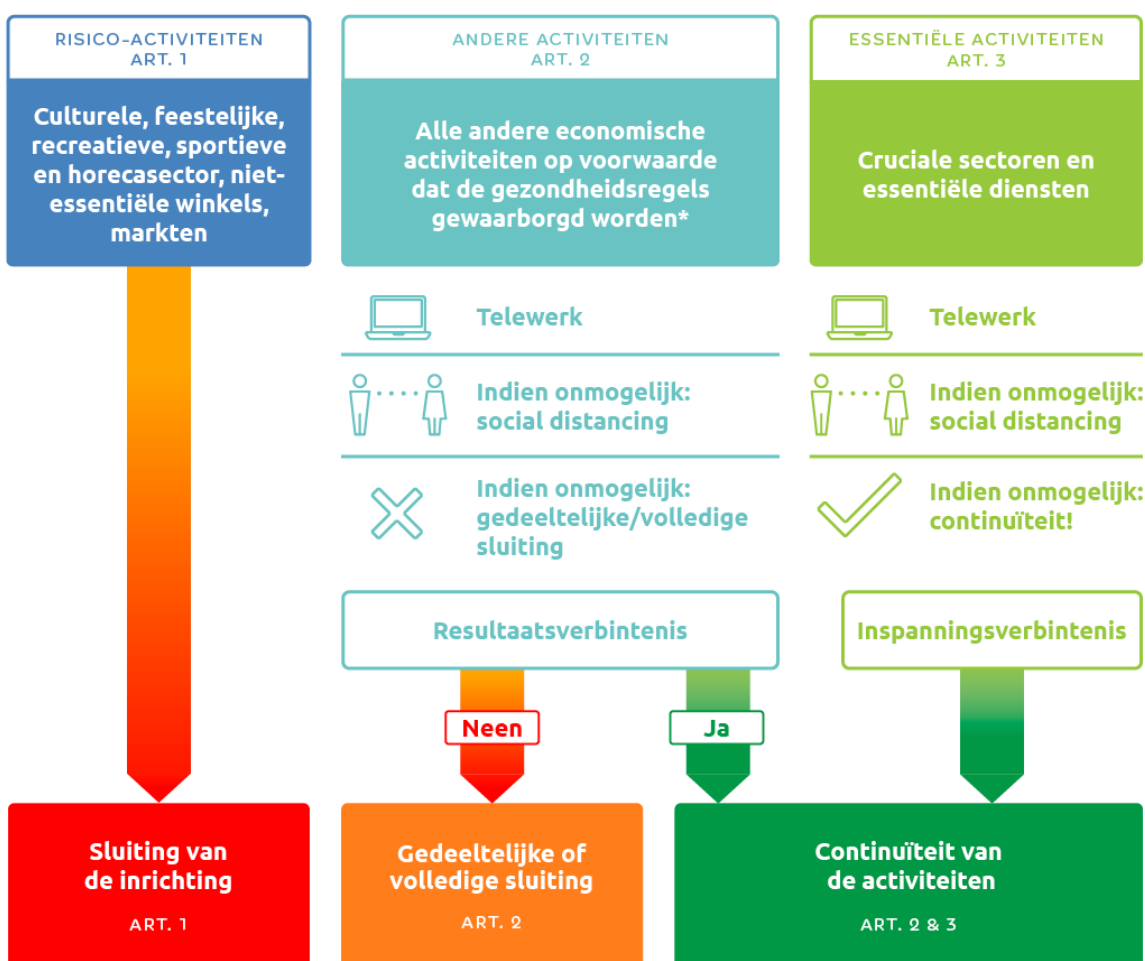 RISICO-ACTIVITEITEN
ART. 1
Culturele, feestelijke,
recreatieve, sportieve
en horecasector, niet-
essentiële winkels,
markten
ANDERE ACTIVITEITEN
ART. 2
Alle andere economische
activiteiten op voorwaarde
dat de gezondheidsregels
gewaarborgd worden*
ESSENTIËLE ACTIVITEITEN
ART. 3
Cruciale sectoren en
essentiële diensten
Telewerk
Indien onmogelijk:
social distancing
Indien onmogelijk:
gedeeltelijke/volledige
sluiting
Telewerk
Indien onmogelijk:
social distancing
Indien onmogelijk:
continuïteit!
Resultaatsverbintenis
Inspanningsverbintenis
Neen
Ja
Sluiting van
de inrichting
ART. 1
Gedeeltelijke of
volledige sluiting
ART. 2
Continuïteit van
de activiteiten
ART. 2 & 3